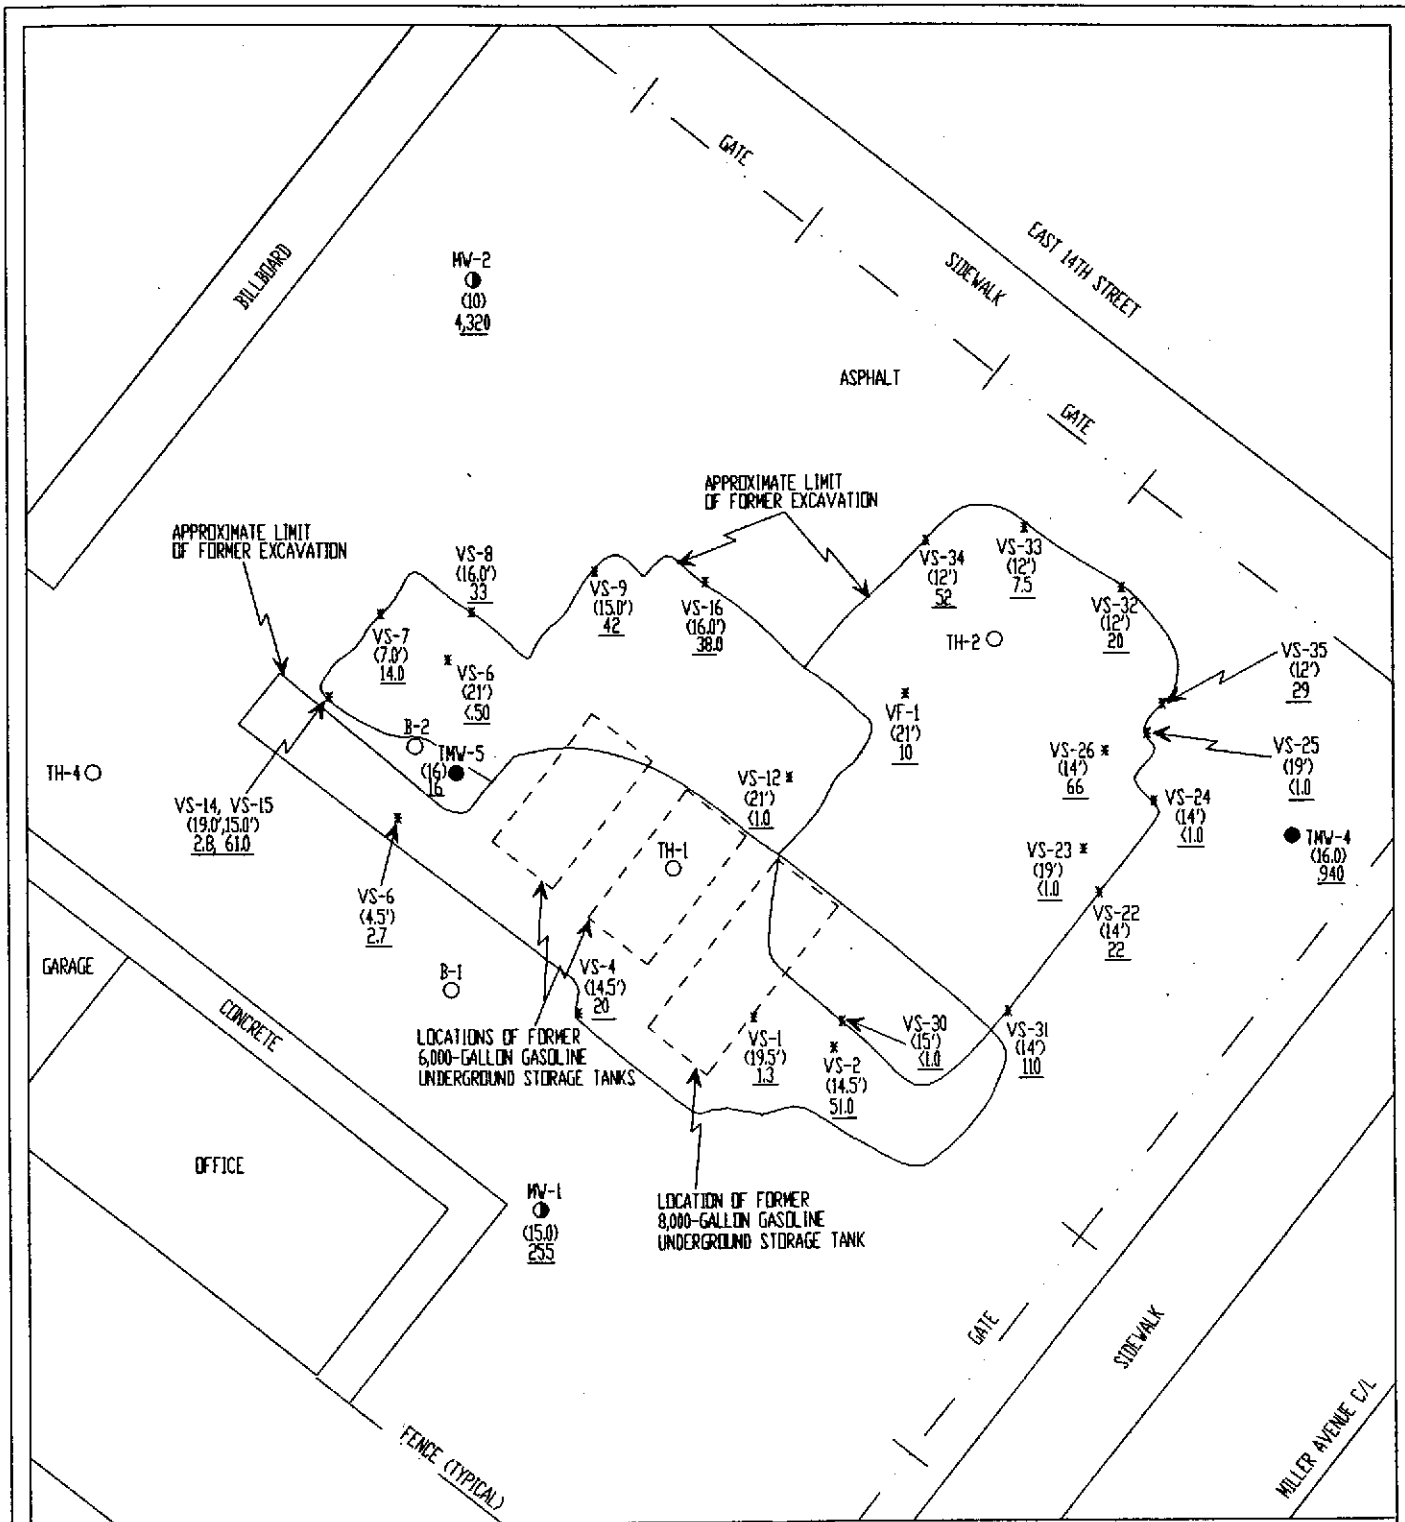 GATE
EAST 14TH STREET
SIDEWALK
BILLBOARD
MW-2
(10)
4,320
ASPHALT
GATE
APPROXIMATE LIMIT
OF FORMER EXCAVATION
APPROXIMATE LIMIT
OF FORMER EXCAVATION
VS-8
(16.0')
33
VS-9
(15.0')
42
VS-16
(16.0')
38.0
VS-34
(12')
52
VS-33
(12')
7.5
VS-32
(12')
20
VS-7
(7.0')
14.0
VS-6
(21')
<.50
TH-2
VS-35
(12')
29
VF-1
(21')
10
B-2
TMW-5
(16)
16
TH-4
VS-12
(21')
<1.0
VS-26
(14')
66
VS-25
(19')
<1.0
VS-14, VS-15
(19.0',15.0')
2.8, 61.0
VS-24
(14')
<1.0
TMW-4
(16.0)
.940
TH-1
VS-23
(19')
<1.0
VS-6
(4.5')
2.7
VS-22
(14')
22
GARAGE
B-1
VS-4
(14.5')
20
CONCRETE
LOCATIONS OF FORMER
6,000-GALLON GASOLINE
UNDERGROUND STORAGE TANKS
VS-1
(19.5')
1.3
VS-30
(15')
<1.0
VS-2
(14.5')
51.0
VS-31
(14')
110
OFFICE
MW-1
(15.0)
255
LOCATION OF FORMER
8,000-GALLON GASOLINE
UNDERGROUND STORAGE TANK
GATE
SIDEWALK
FENCE (TYPICAL)
MILLER AVENUE C/L